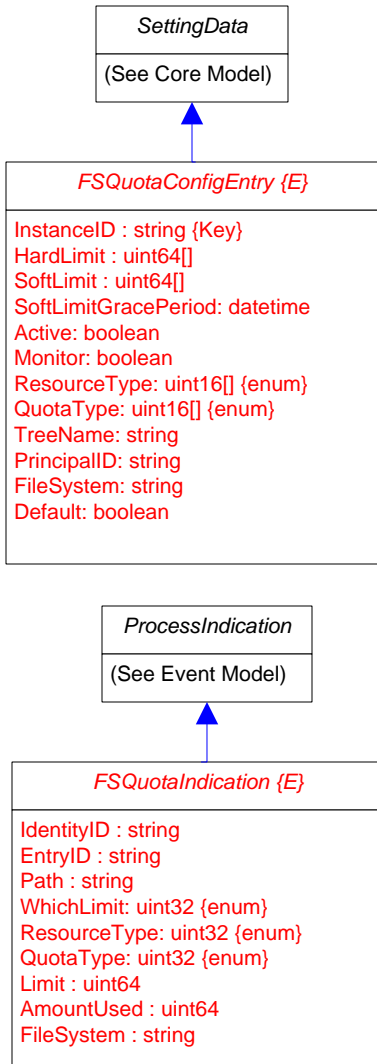 SettingData
(See Core Model)
FSQuotaConfigEntry {E}
InstanceID : string {Key}
HardLimit : uint64[]
SoftLimit : uint64[]
SoftLimitGracePeriod: datetime
Active: boolean
Monitor: boolean
ResourceType: uint16[] {enum}
QuotaType: uint16[] {enum}
TreeName: string
PrincipalID: string
FileSystem: string
Default: boolean
ProcessIndication
(See Event Model)
FSQuotaIndication {E}
IdentityID : string
EntryID : string
Path : string
WhichLimit: uint32 {enum}
ResourceType: uint32 {enum}
QuotaType: uint32 {enum}
Limit : uint64
AmountUsed : uint64
FileSystem : string